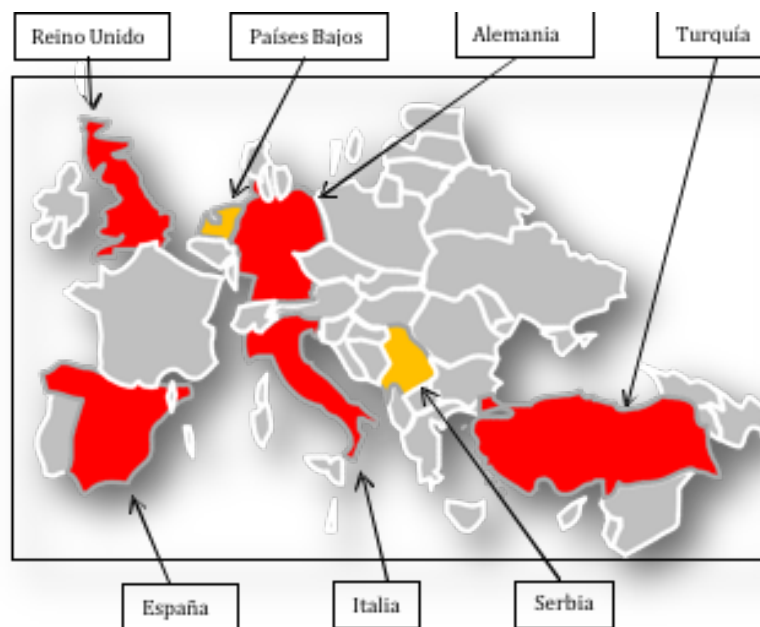 Reino Unido
Países Bajos
Alemania
Turquía
España
Italia
Serbia